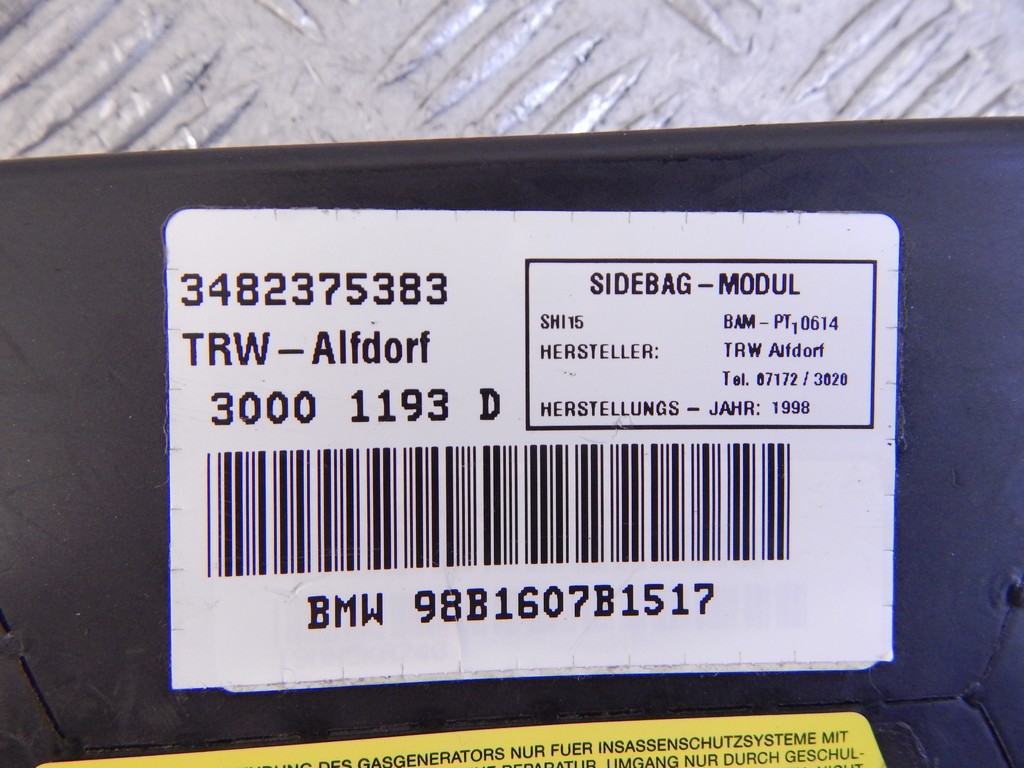 3482375383
TRW – Alfdorf
3000 1193 D
SIDEBAG – MODUL
SHI15 BAM – PT1 0614
HERSTELLER: TRW Alfdorf
Tel. 07172 / 3020
HERSTELLUNGS – JAHR: 1998
BMW 98B1607B1517
DES GASGENERATORS NUR FUER INSASSENSCHUTZSYSTEME MIT
REPARATUR. UMGANG NUR DURCH GESCHUL-